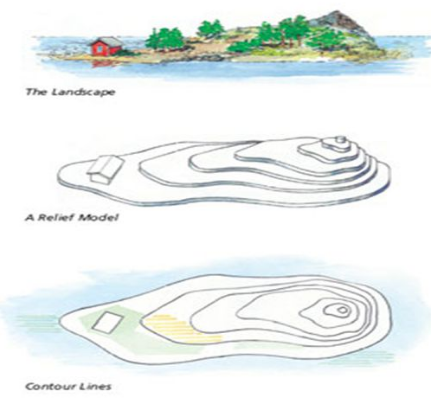 The Landscape
A Relief Model
Contour Lines